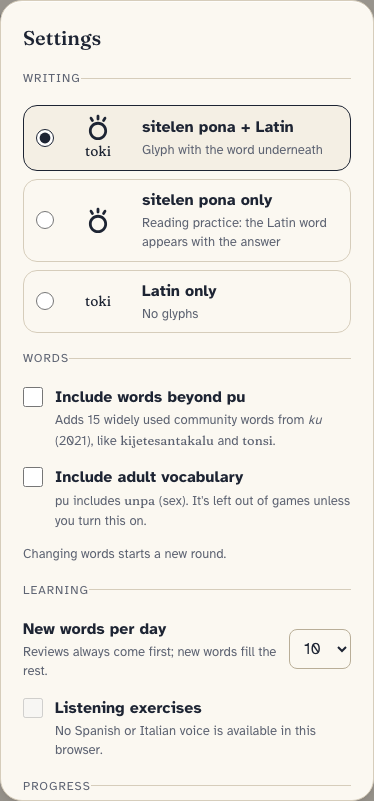 Settings
WRITING
toki
sitelen pona + Latin
Glyph with the word underneath
sitelen pona only
Reading practice: the Latin word
appears with the answer
toki
Latin only
No glyphs
WORDS
Include words beyond pu
Adds 15 widely used community words from ku
(2021), like kijetesantakalu and tonsi.
Include adult vocabulary
pu includes unpa (sex). It's left out of games unless
you turn this on.
Changing words starts a new round.
LEARNING
New words per day
Reviews always come first; new words fill the
rest.
10
Listening exercises
No Spanish or Italian voice is available in this
browser.
PROGRESS